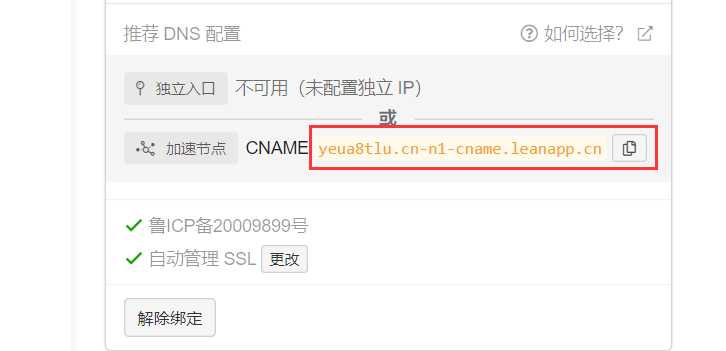 推荐 DNS 配置 如何选择？
独立入口 不可用（未配置独立 IP）
或
加速节点 CNAME yeua8tlu.cn-n1-cname.leanapp.cn
鲁ICP备20009899号
自动管理 SSL 更改
解除绑定